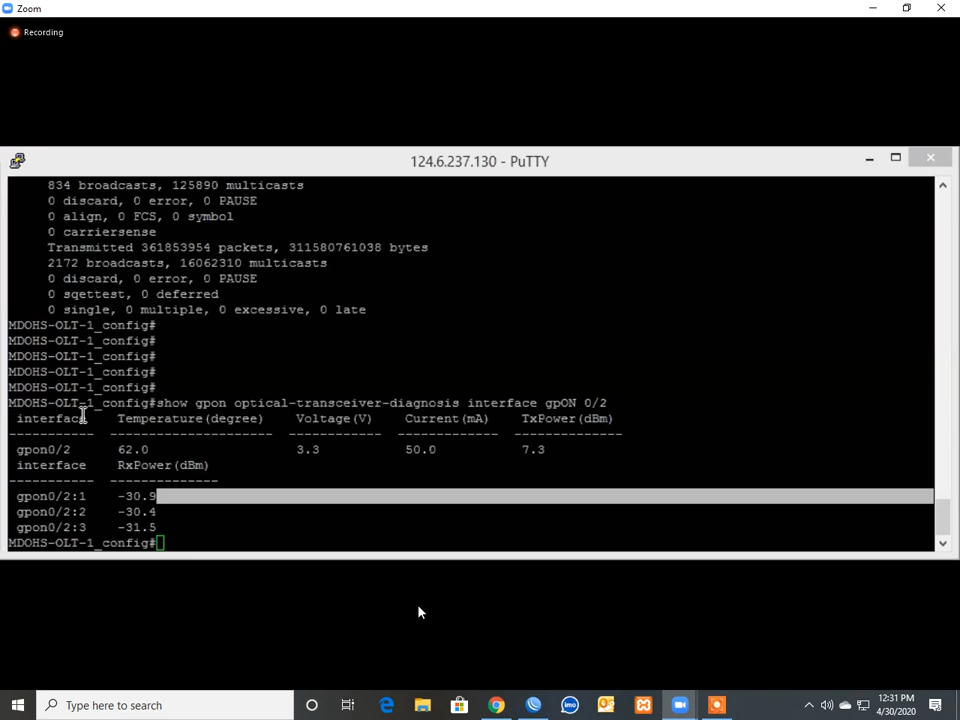 Zoom
Recording
124.6.237.130 - PuTTY
834 broadcasts, 125890 multicasts
0 discard, 0 error, 0 PAUSE
0 align, 0 FCS, 0 symbol
0 carriersense
Transmitted 361853954 packets, 311580761038 bytes
2172 broadcasts, 16062310 multicasts
0 discard, 0 error, 0 PAUSE
0 sqettest, 0 deferred
0 single, 0 multiple, 0 excessive, 0 late
MDOHS-OLT-1_config#
MDOHS-OLT-1_config#
MDOHS-OLT-1_config#
MDOHS-OLT-1_config#
MDOHS-OLT-1_config#
MDOHS-OLT-1_config#show gpon optical-transceiver-diagnosis interface gpON 0/2
interface Temperature(degree) Voltage(V) Current(mA) TxPower(dBm)
----------- --------------------- ------------ ------------- --------------
gpon0/2 62.0 3.3 50.0 7.3
interface RxPower(dBm)
----------- --------------
gpon0/2:1 -30.9
gpon0/2:2 -30.4
gpon0/2:3 -31.5
MDOHS-OLT-1_config#
Type here to search
imo
12:31 PM
4/30/2020